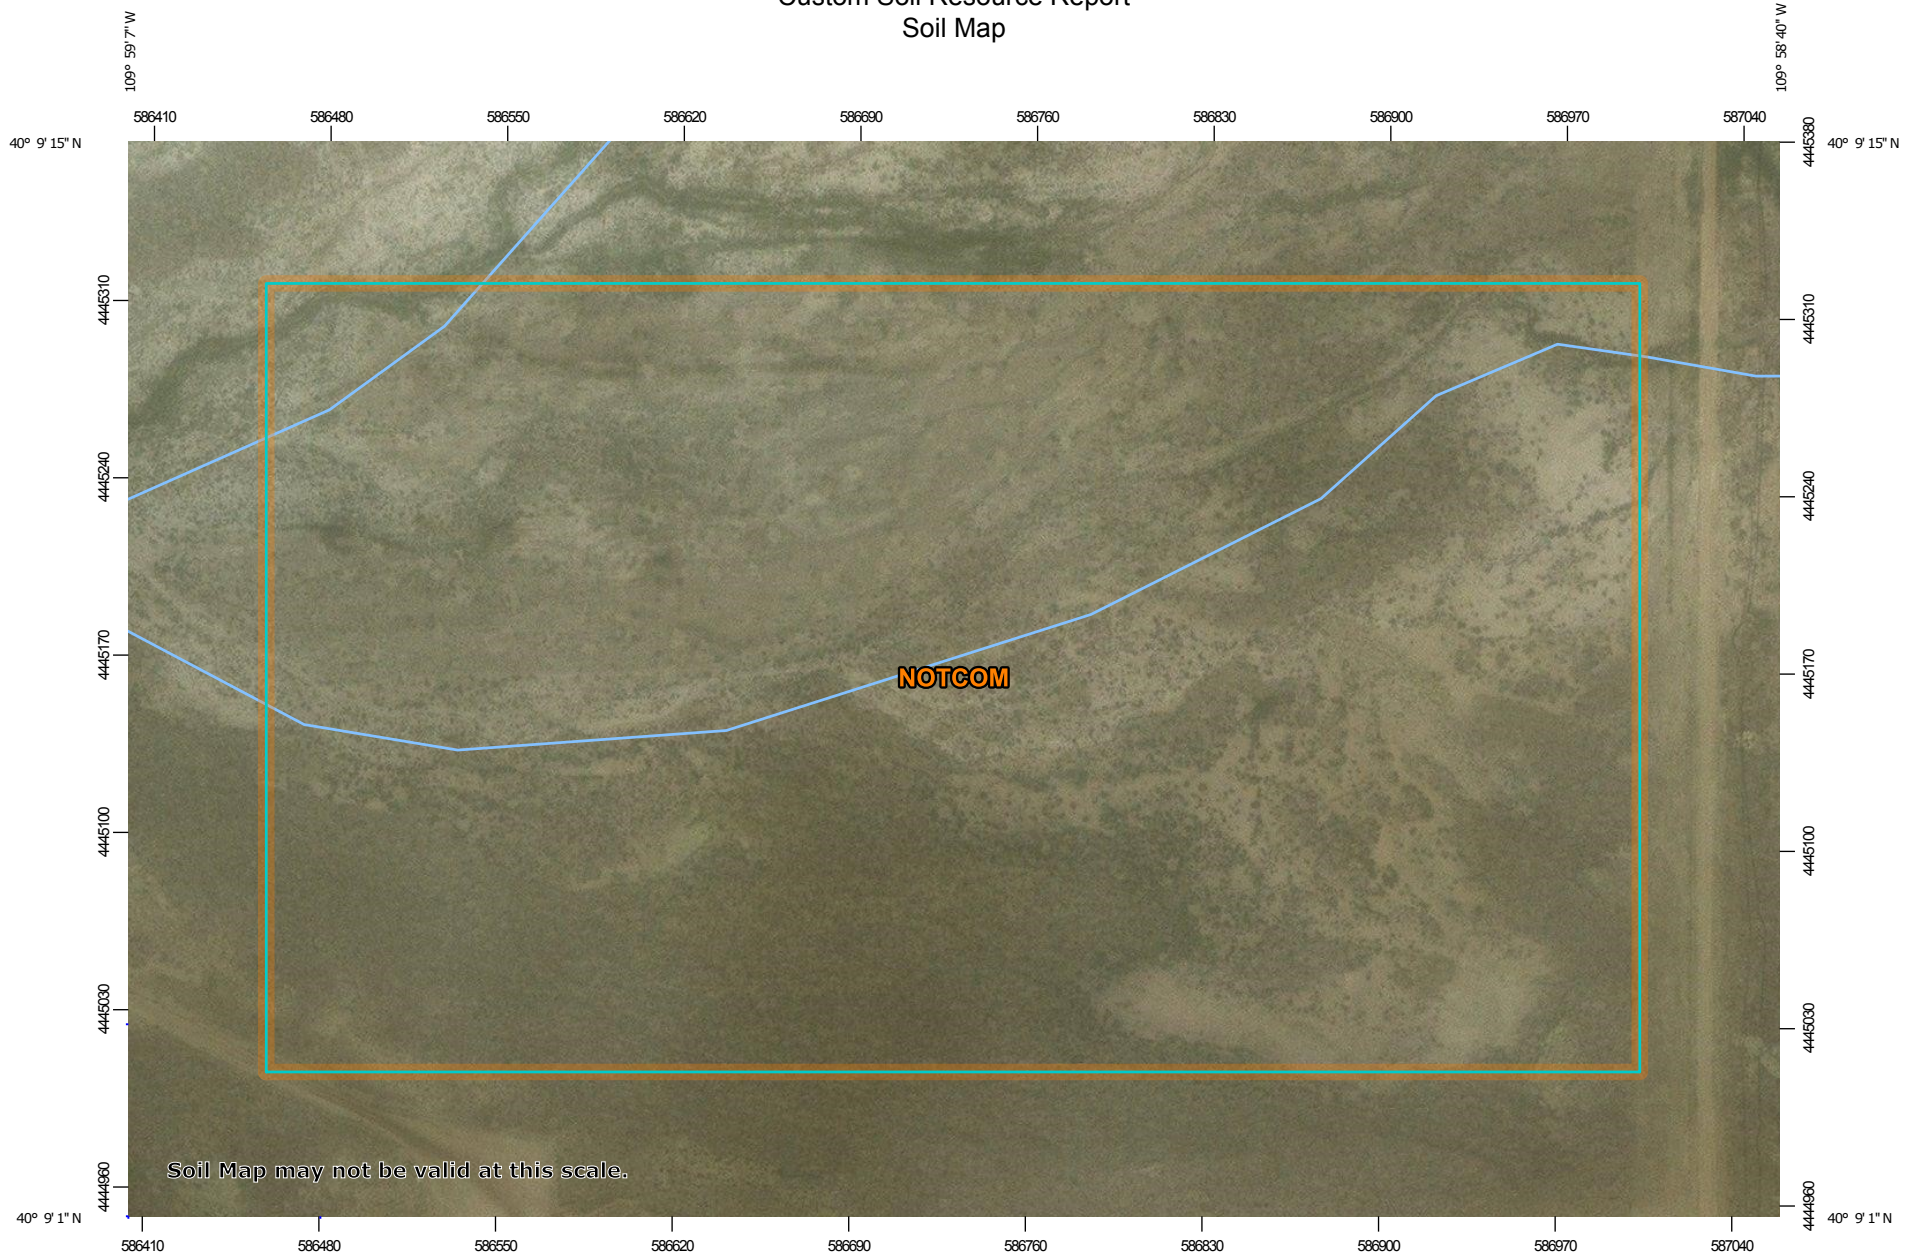 Custom Soil Resource Report
Soil Map
109° 59' 7" W
109° 58' 40" W
586410 586480 586550 586620 586690 586760 586830 586900 586970 587040
40° 9' 15" N
40° 9' 15" N
4445380
4445310
4445310
4445240
4445240
4445170
4445170
NOTCOM
4445100
4445100
4445030
4445030
Soil Map may not be valid at this scale.
4444960
4444960
40° 9' 1" N
40° 9' 1" N
586410 586480 586550 586620 586690 586760 586830 586900 586970 587040